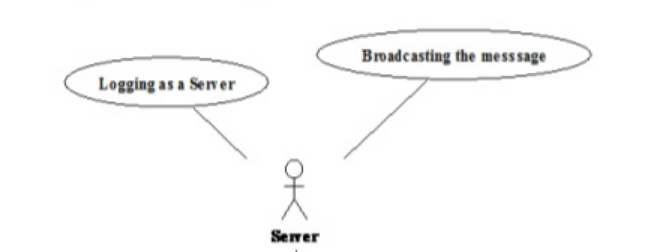 Broadcasting the messsage
Logging as a Server
Server